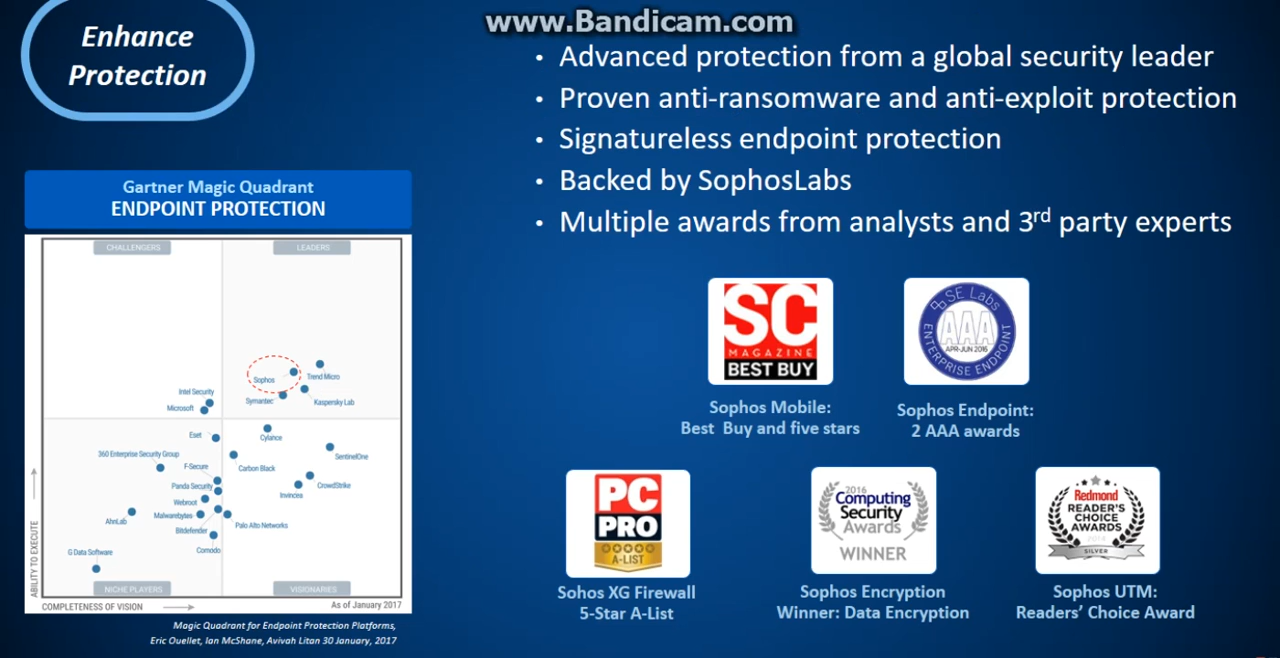 www.Bandicam.com
Enhance
Protection
• Advanced protection from a global security leader
• Proven anti-ransomware and anti-exploit protection
• Signatureless endpoint protection
• Backed by SophosLabs
• Multiple awards from analysts and 3rd party experts
Gartner Magic Quadrant
ENDPOINT PROTECTION
CHALLENGERS
LEADERS
Sophos
Trend Micro
Intel Security
Symantec
Kaspersky Lab
Microsoft
Eset
Cylance
360 Enterprise Security Group
SentinelOne
F-Secure
Carbon Black
Panda Security
CrowdStrike
Invincea
Webroot
Malwarebytes
AhnLab
Palo Alto Networks
Bitdefender
Comodo
G Data Software
NICHE PLAYERS
VISIONARIES
ABILITY TO EXECUTE
COMPLETENESS OF VISION
As of January 2017
Magic Quadrant for Endpoint Protection Platforms,
Eric Ouellet, Ian McShane, Avivah Litan 30 January, 2017
SC
MAGAZINE
BEST BUY
Sophos Mobile:
Best Buy and five stars
SE Labs
AAA
APR-JUN 2016
ENTERPRISE ENDPOINT
Sophos Endpoint:
2 AAA awards
PC
PRO
A-LIST
Sohos XG Firewall
5-Star A-List
2016
Computing
Security
Awards
WINNER
Sophos Encryption
Winner: Data Encryption
Redmond
READER'S
CHOICE
AWARDS
SILVER
Sophos UTM:
Readers' Choice Award